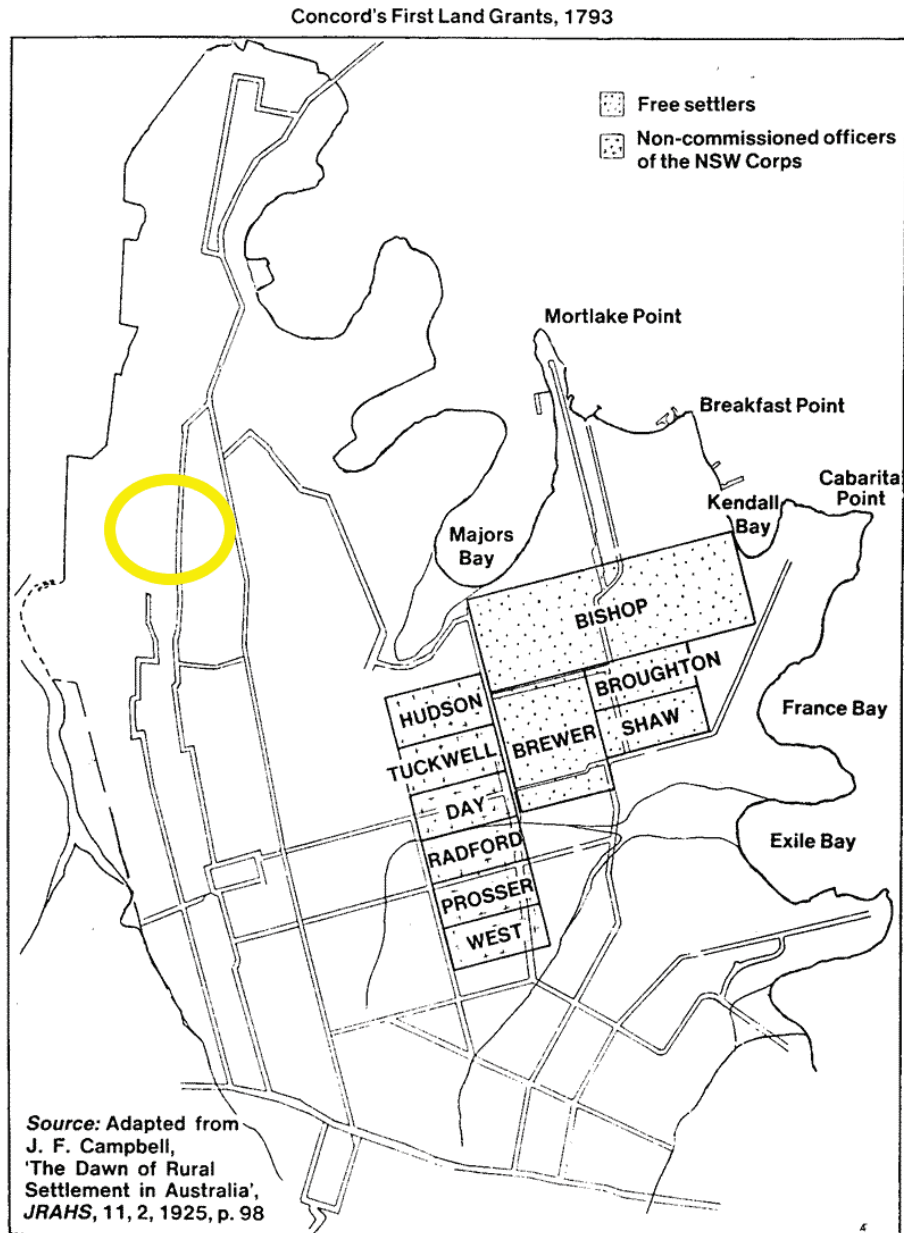 Concord's First Land Grants, 1793
Free settlers
Non-commissioned officers
of the NSW Corps
Mortlake Point
Breakfast Point
Cabarita
Point
Kendall
Bay
Majors
Bay
BISHOP
BROUGHTON
HUDSON
SHAW
BREWER
France Bay
TUCKWELL
DAY
Exile Bay
RADFORD
PROSSER
WEST
Source: Adapted from
J. F. Campbell,
'The Dawn of Rural
Settlement in Australia',
JRAHS, 11, 2, 1925, p. 98